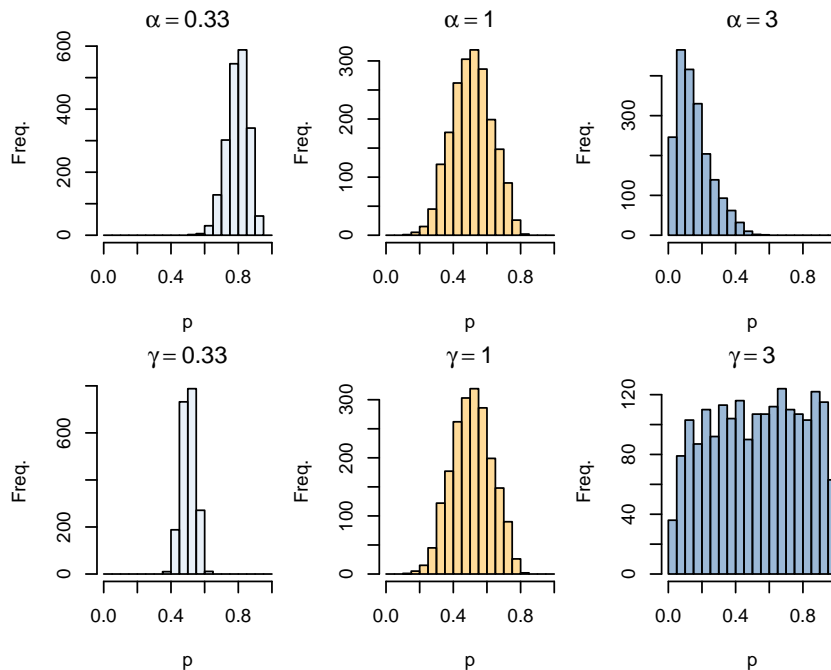 α = 0.33
Freq.
0 200 400 600
0.0 0.4 0.8
p
α = 1
Freq.
0 100 200 300
0.0 0.4 0.8
p
α = 3
Freq.
0 100 300
0.0 0.4 0.8
p
γ = 0.33
Freq.
0 200 600
0.0 0.4 0.8
p
γ = 1
Freq.
0 100 200 300
0.0 0.4 0.8
p
γ = 3
Freq.
0 40 80 120
0.0 0.4 0.8
p